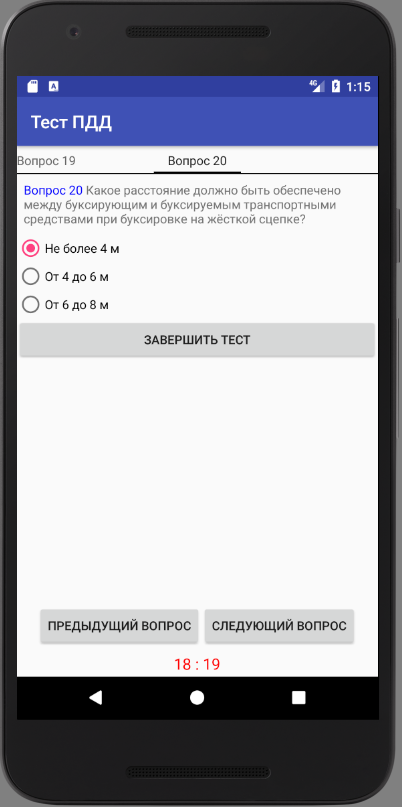 4G 1:15
Тест ПДД
Вопрос 19 Вопрос 20
Вопрос 20 Какое расстояние должно быть обеспечено
между буксирующим и буксируемым транспортными
средствами при буксировке на жёсткой сцепке?
Не более 4 м
От 4 до 6 м
От 6 до 8 м
ЗАВЕРШИТЬ ТЕСТ
ПРЕДЫДУЩИЙ ВОПРОС СЛЕДУЮЩИЙ ВОПРОС
18 : 19